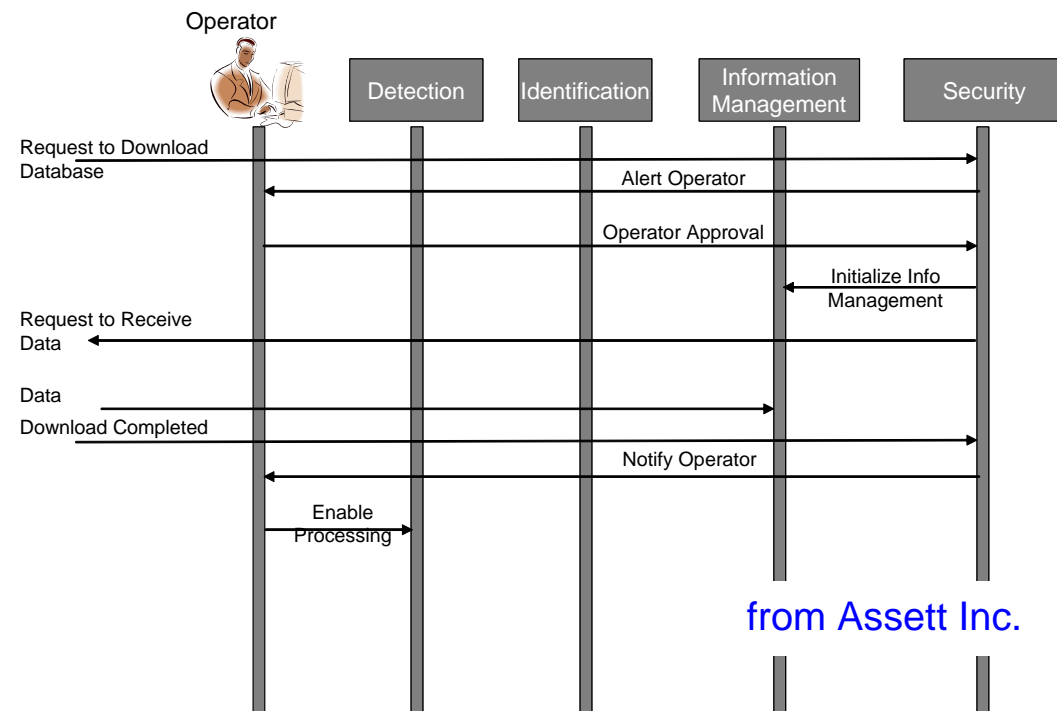 Operator
Detection
Identification
Information
Management
Security
Request to Download
Database
Alert Operator
Operator Approval
Initialize Info
Management
Request to Receive
Data
Data
Download Completed
Notify Operator
Enable
Processing
from Assett Inc.